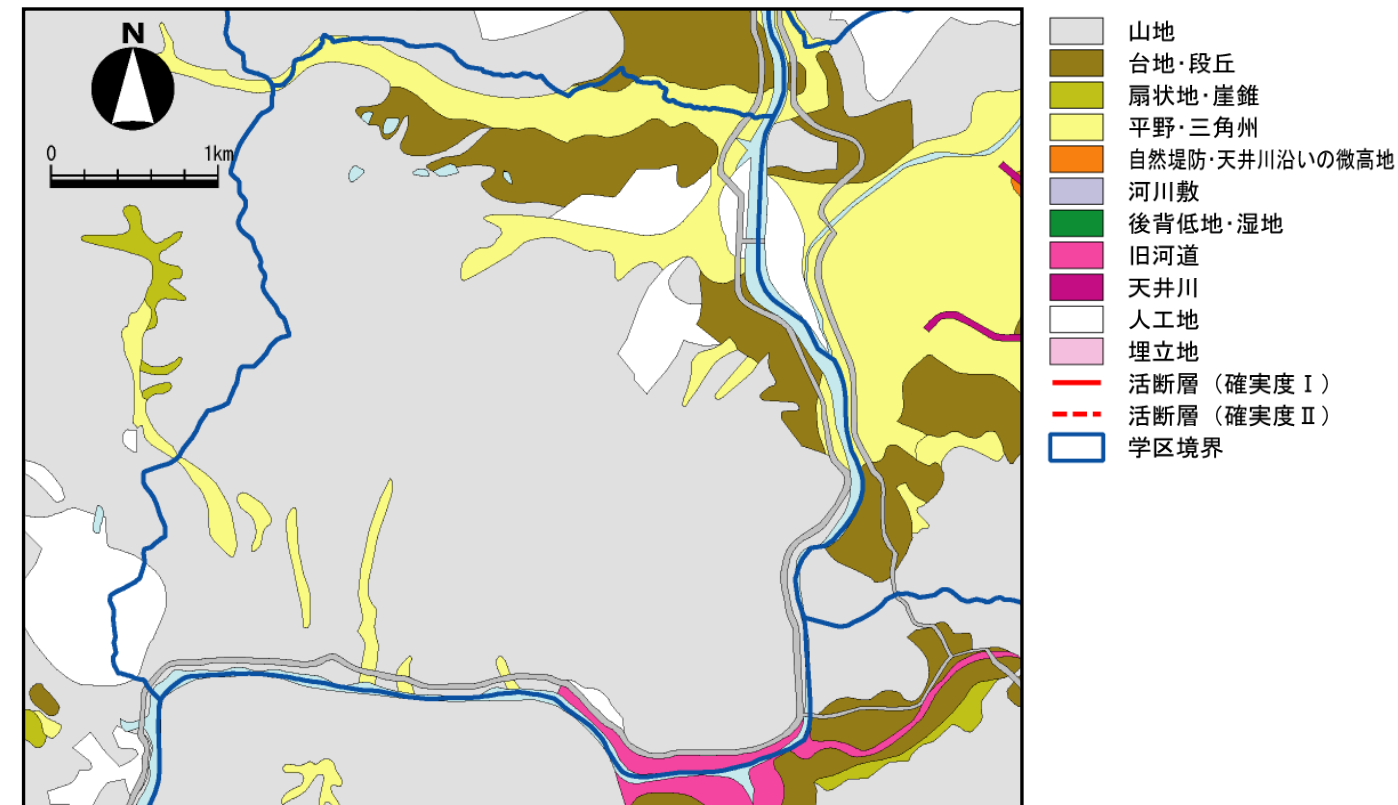 N
0 1km
山地
台地・段丘
扇状地・崖錐
平野・三角州
自然堤防・天井川沿いの微高地
河川敷
後背低地・湿地
旧河道
天井川
人工地
埋立地
活断層（確実度Ⅰ）
活断層（確実度Ⅱ）
学区境界